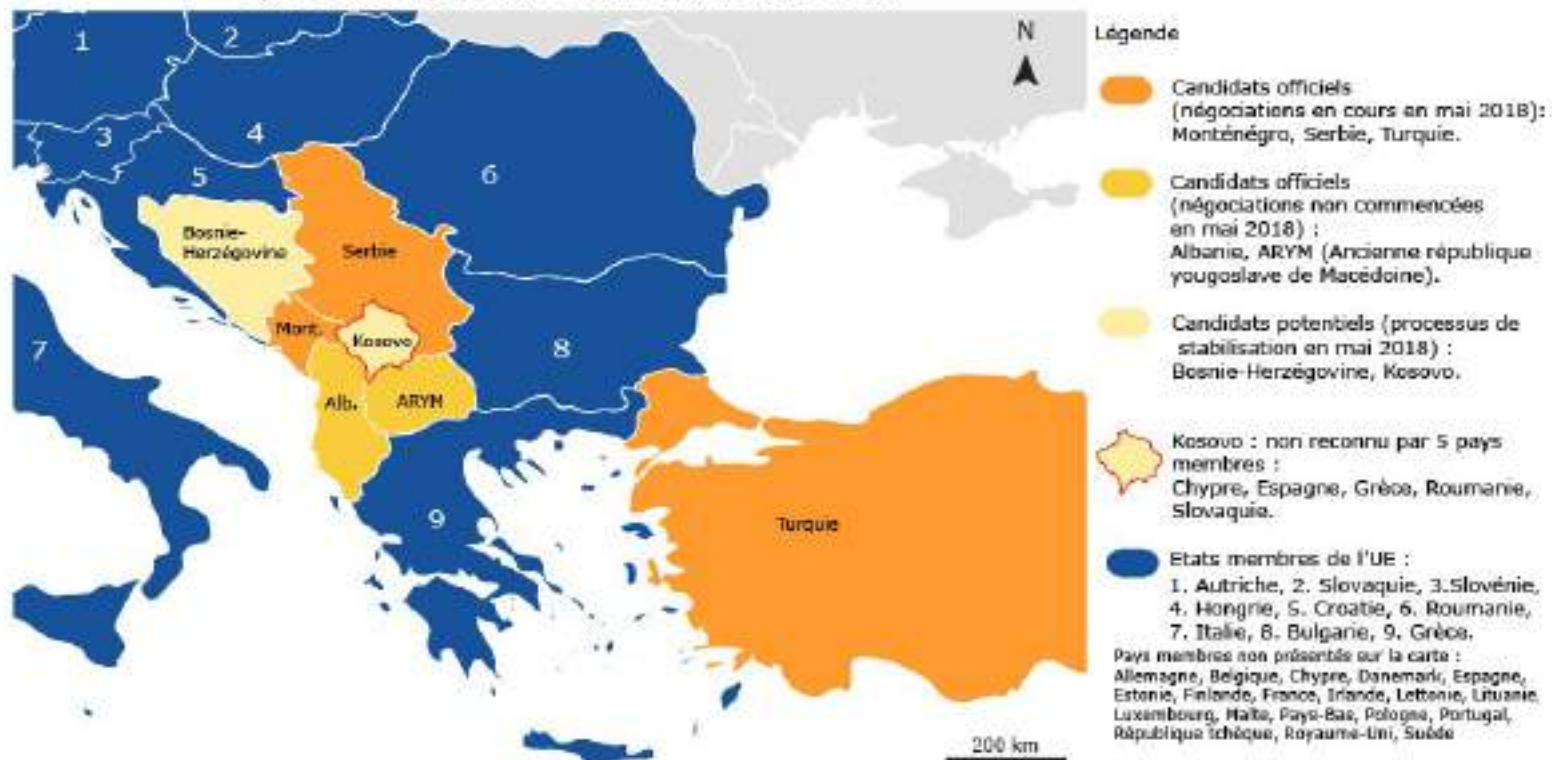 1
2
3
4
5
6
7
8
9
Bosnie-
Herzégovine
Serbie
Mont.
Kosovo
Alb.
ARYM
Turquie
N
200 km
Légende
Candidats officiels
(négociations en cours en mai 2018):
Monténégro, Serbie, Turquie.
Candidats officiels
(négociations non commencées
en mai 2018) :
Albanie, ARYM (Ancienne république
yougoslave de Macédoine).
Candidats potentiels (processus de
stabilisation en mai 2018) :
Bosnie-Herzégovine, Kosovo.
Kosovo : non reconnu par 5 pays
membres :
Chypre, Espagne, Grèce, Roumanie,
Slovaquie.
Etats membres de l'UE :
1. Autriche, 2. Slovaquie, 3.Slovénie,
4. Hongrie, 5. Croatie, 6. Roumanie,
7. Italie, 8. Bulgarie, 9. Grèce.
Pays membres non présentés sur la carte :
Allemagne, Belgique, Chypre, Danemark, Espagne,
Estonie, Finlande, France, Irlande, Lettonie, Lituanie,
Luxembourg, Malte, Pays-Bas, Pologne, Portugal,
République tchèque, Royaume-Uni, Suède